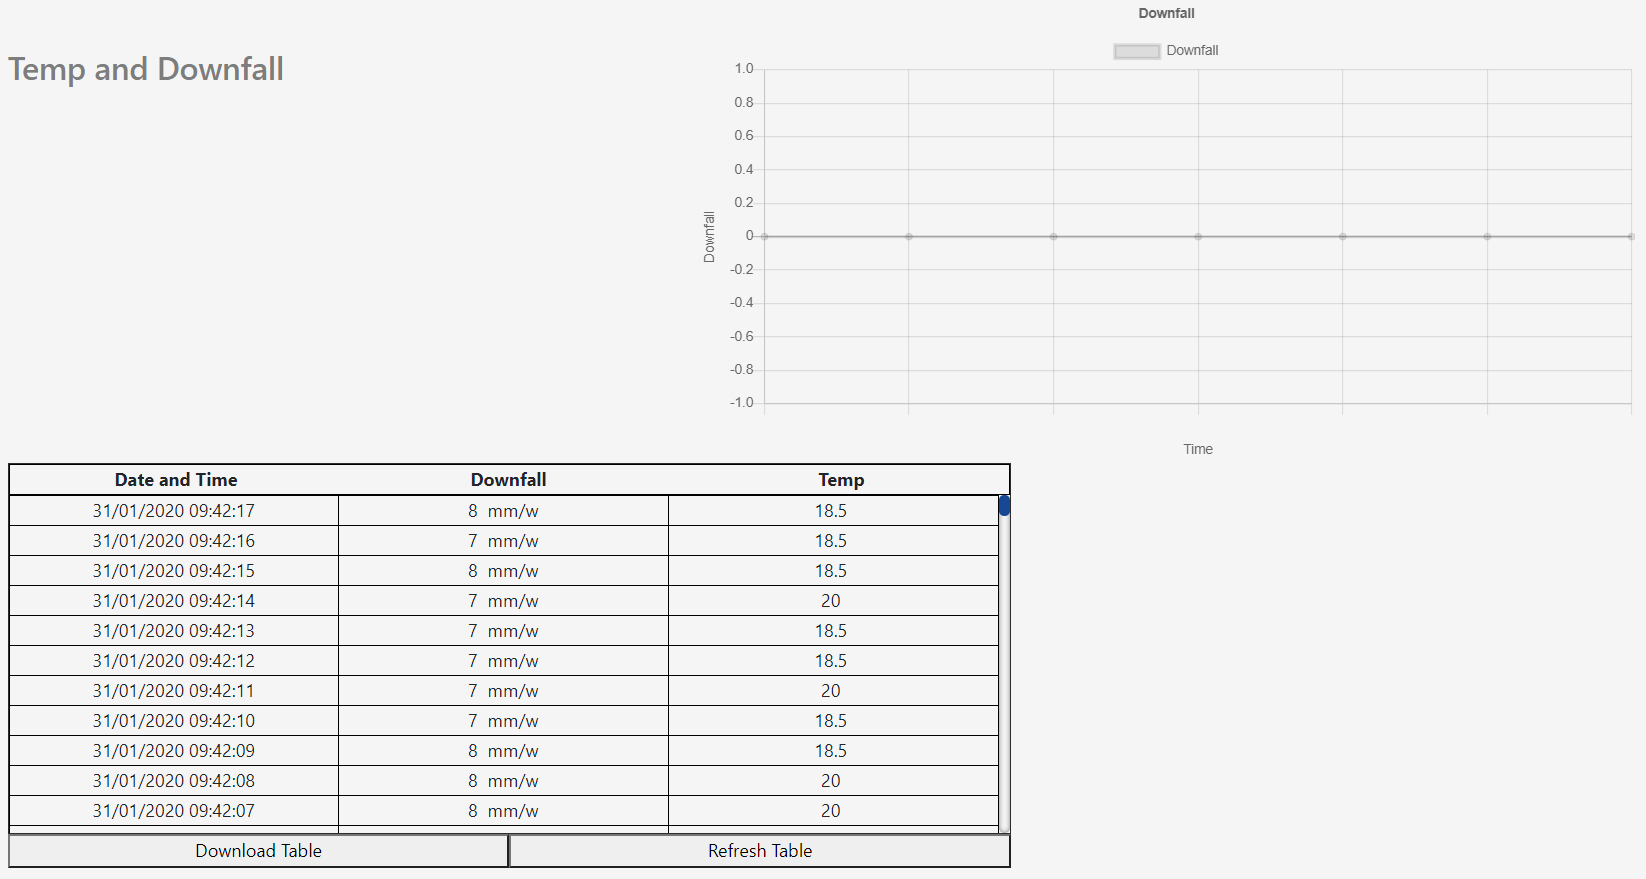 Temp and Downfall
Downfall
Downfall
1.0
0.8
0.6
0.4
0.2
0
-0.2
-0.4
-0.6
-0.8
-1.0
Downfall
Time
Date and Time Downfall Temp
31/01/2020 09:42:17 8 mm/w 18.5
31/01/2020 09:42:16 7 mm/w 18.5
31/01/2020 09:42:15 8 mm/w 18.5
31/01/2020 09:42:14 7 mm/w 20
31/01/2020 09:42:13 7 mm/w 18.5
31/01/2020 09:42:12 7 mm/w 18.5
31/01/2020 09:42:11 7 mm/w 20
31/01/2020 09:42:10 7 mm/w 18.5
31/01/2020 09:42:09 8 mm/w 18.5
31/01/2020 09:42:08 8 mm/w 20
31/01/2020 09:42:07 8 mm/w 20
Download Table Refresh Table